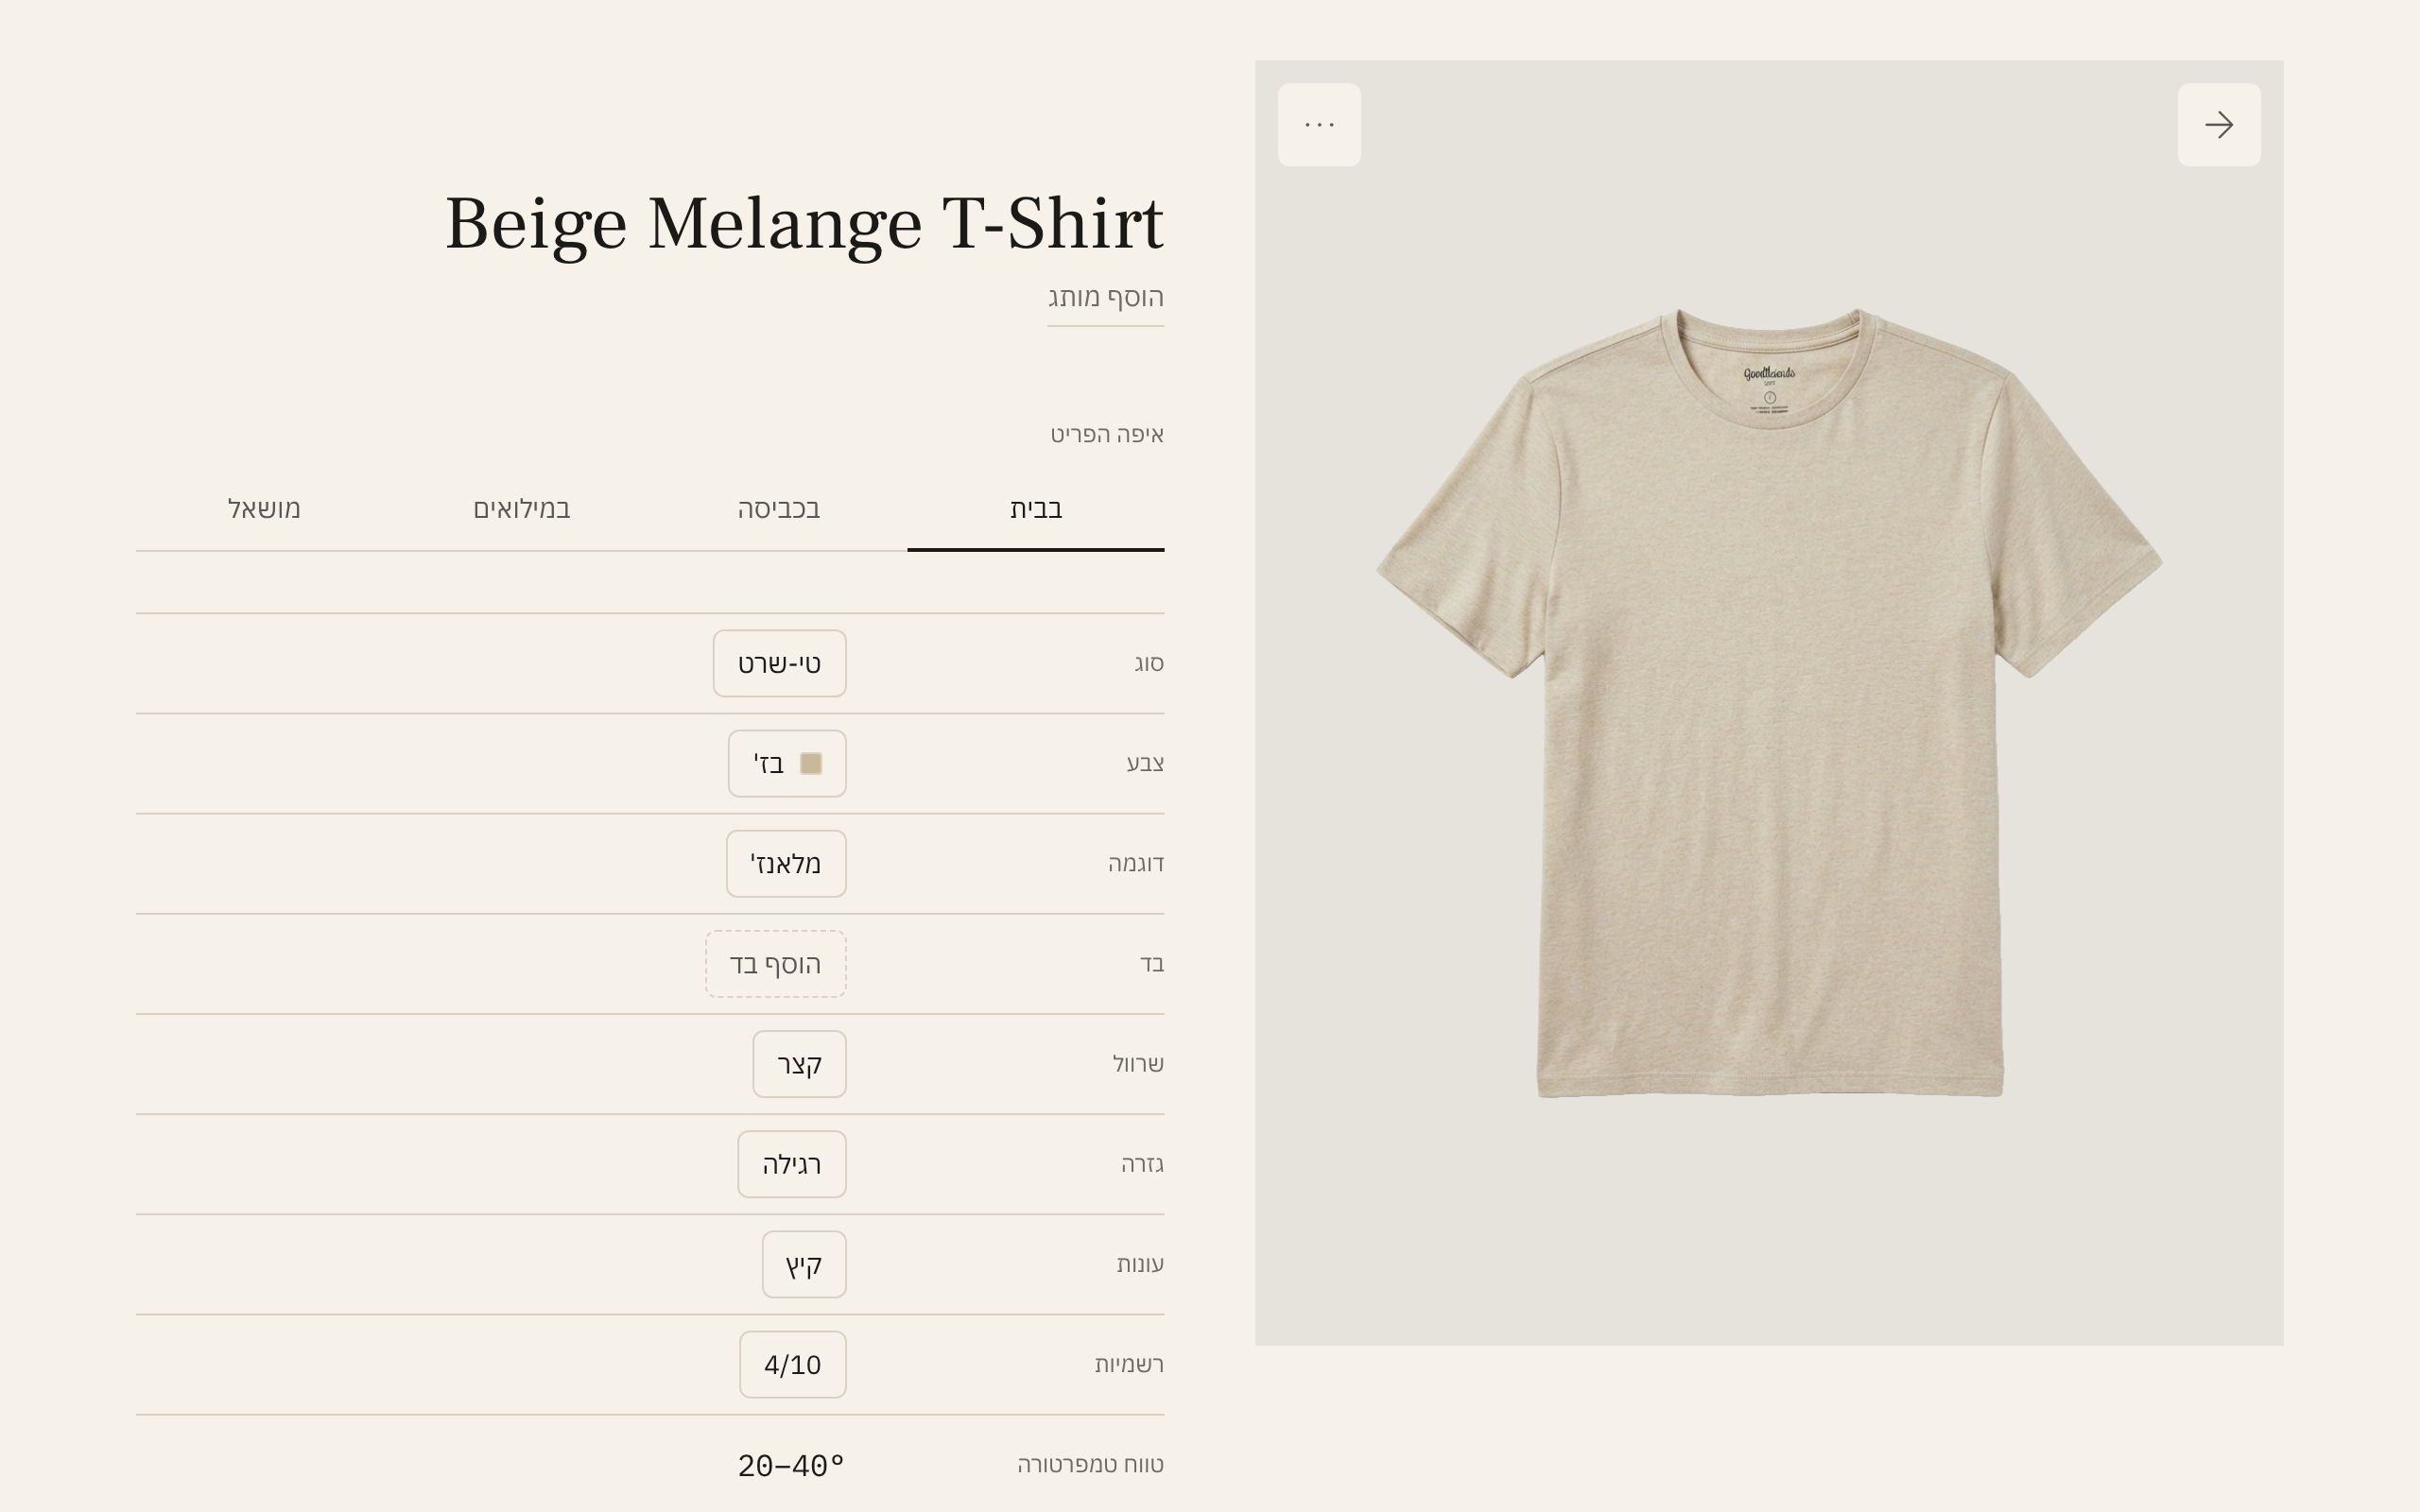 Beige Melange T-Shirt
הוסף מותג
איפה הפריט
בבית בכביסה במילואים מושאל
סוג טי-שרט
צבע בז'
דוגמה מלאנז'
בד הוסף בד
שרוול קצר
גזרה רגילה
עונות קיץ
רשמיות 4/10
טווח טמפרטורה 20–40°